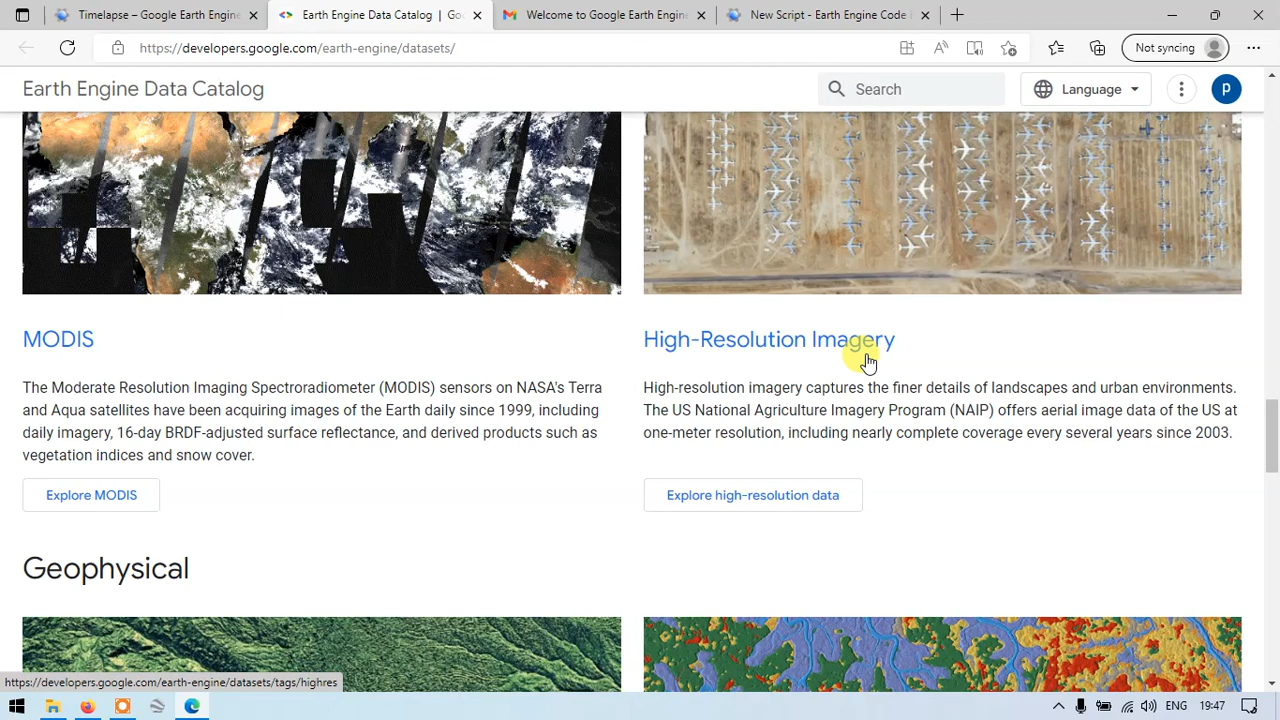 Timelapse – Google Earth Engine
Earth Engine Data Catalog | Goo
Welcome to Google Earth Engin
New Script - Earth Engine Code E
https://developers.google.com/earth-engine/datasets/
Not syncing
Earth Engine Data Catalog
Search
Language
p
MODIS
The Moderate Resolution Imaging Spectroradiometer (MODIS) sensors on NASA's Terra
and Aqua satellites have been acquiring images of the Earth daily since 1999, including
daily imagery, 16-day BRDF-adjusted surface reflectance, and derived products such as
vegetation indices and snow cover.
Explore MODIS
High-Resolution Imagery
High-resolution imagery captures the finer details of landscapes and urban environments.
The US National Agriculture Imagery Program (NAIP) offers aerial image data of the US at
one-meter resolution, including nearly complete coverage every several years since 2003.
Explore high-resolution data
Geophysical
https://developers.google.com/earth-engine/datasets/tags/highres
ENG
19:47